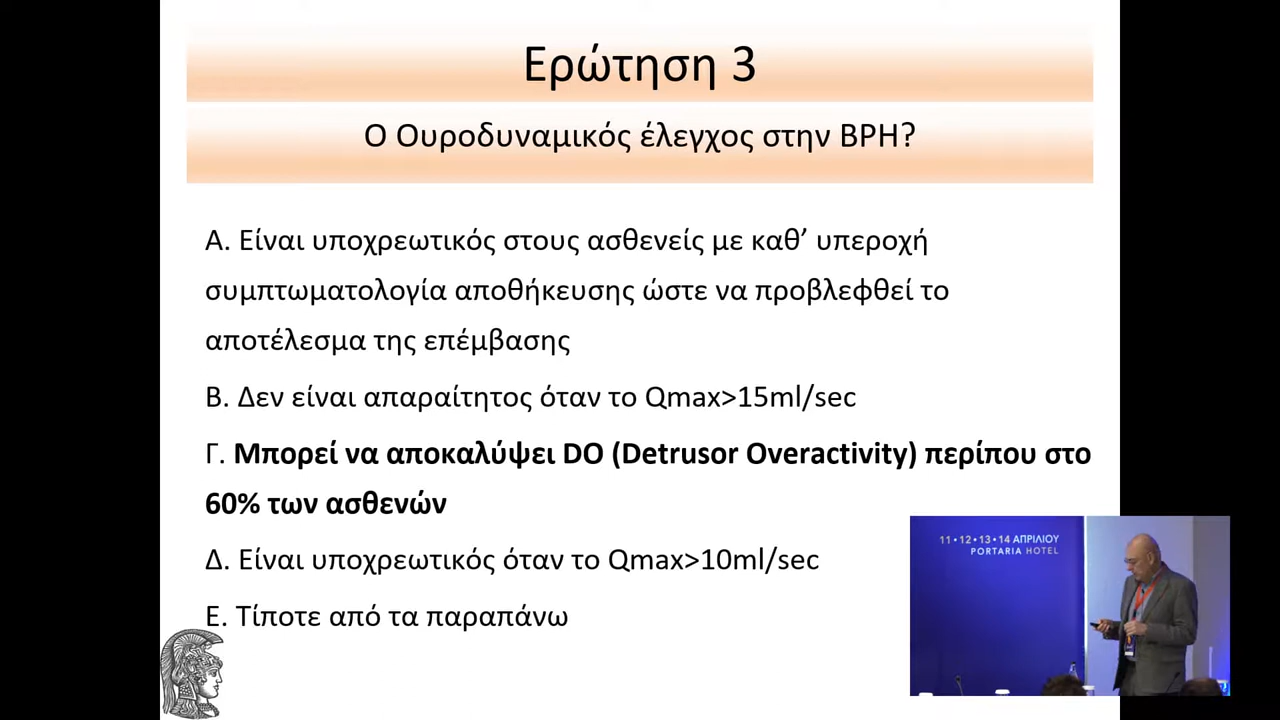 Ερώτηση 3
Ο Ουροδυναμικός έλεγχος στην BPH?
Α. Είναι υποχρεωτικός στους ασθενείς με καθ’ υπεροχή
συμπτωματολογία αποθήκευσης ώστε να προβλεφθεί το
αποτέλεσμα της επέμβασης
Β. Δεν είναι απαραίτητος όταν το Qmax>15ml/sec
Γ. Μπορεί να αποκαλύψει DO (Detrusor Overactivity) περίπου στο
60% των ασθενών
Δ. Είναι υποχρεωτικός όταν το Qmax>10ml/sec
Ε. Τίποτε από τα παραπάνω
11•12•13•14 ΑΠΡΙΛΙΟΥ
PORTARIA HOTEL